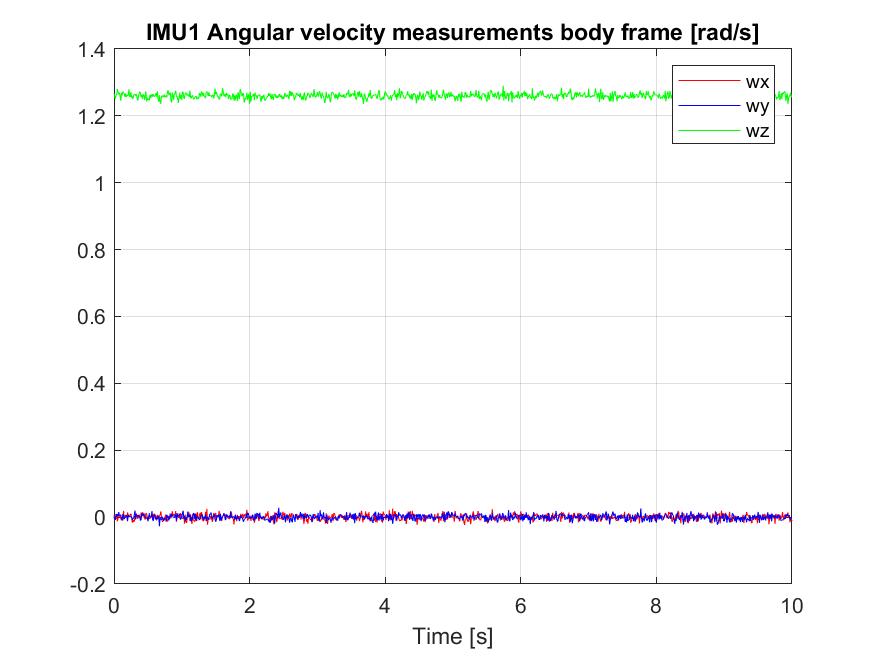 IMU1 Angular velocity measurements body frame [rad/s]
1.4
1.2
1
0.8
0.6
0.4
0.2
0
-0.2
wx
wy
wz
0 2 4 6 8 10
Time [s]